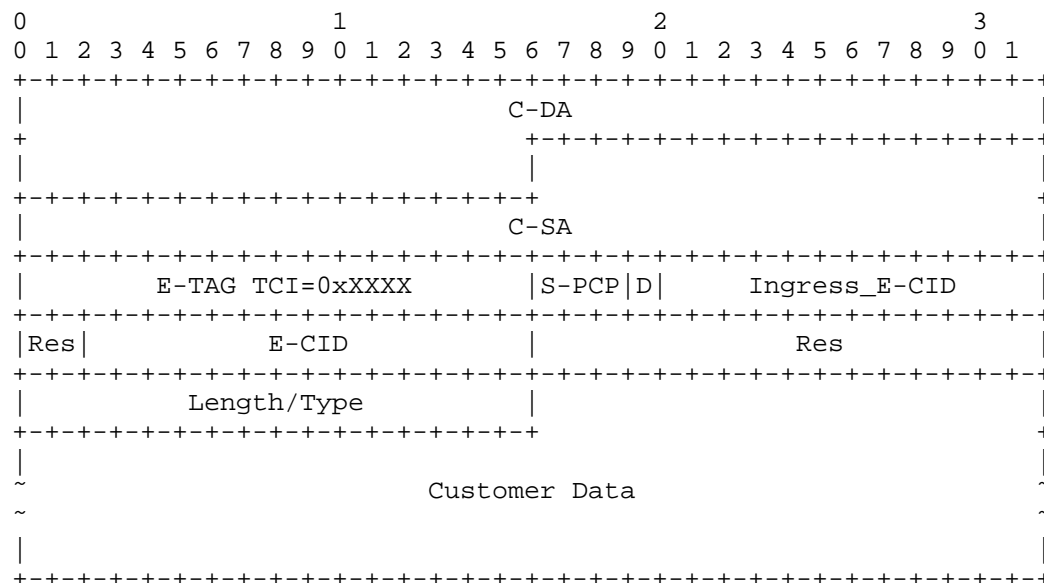 0                   1                   2                   3
0 1 2 3 4 5 6 7 8 9 0 1 2 3 4 5 6 7 8 9 0 1 2 3 4 5 6 7 8 9 0 1
+-+-+-+-+-+-+-+-+-+-+-+-+-+-+-+-+-+-+-+-+-+-+-+-+-+-+-+-+-+-+-+-+
|                              C-DA                             |
+                               +-+-+-+-+-+-+-+-+-+-+-+-+-+-+-+-+
|                               |                               |
+-+-+-+-+-+-+-+-+-+-+-+-+-+-+-+-+                               +
|                              C-SA                             |
+-+-+-+-+-+-+-+-+-+-+-+-+-+-+-+-+-+-+-+-+-+-+-+-+-+-+-+-+-+-+-+-+
|        E-TAG TCI=0xXXXX       |S-PCP|D|     Ingress_E-CID     |
+-+-+-+-+-+-+-+-+-+-+-+-+-+-+-+-+-+-+-+-+-+-+-+-+-+-+-+-+-+-+-+-+
|Res|           E-CID           |               Res             |
+-+-+-+-+-+-+-+-+-+-+-+-+-+-+-+-+-+-+-+-+-+-+-+-+-+-+-+-+-+-+-+-+
|          Length/Type          |                               |
+-+-+-+-+-+-+-+-+-+-+-+-+-+-+-+-+                               +
|                                                               |
~                         Customer Data                         ~
~                                                               ~
|                                                               |
+-+-+-+-+-+-+-+-+-+-+-+-+-+-+-+-+-+-+-+-+-+-+-+-+-+-+-+-+-+-+-+-+